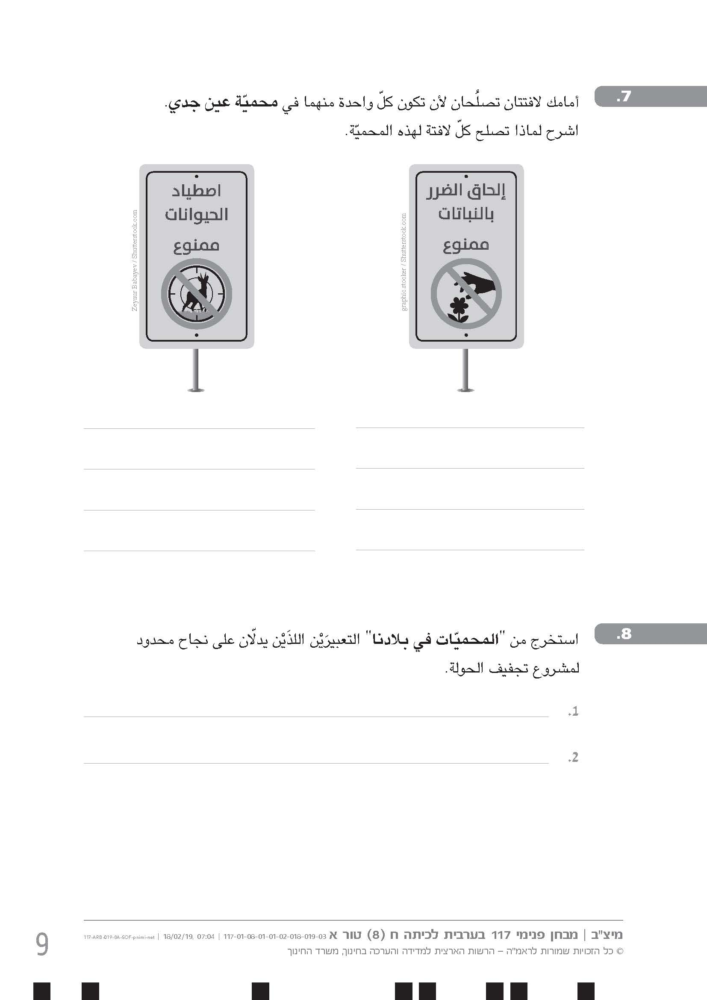 .7
أمامك لافتتان تصلُحان لأن تكون كلّ واحدة منهما في محميّة عين جدي.
اشرح لماذا تصلح كلّ لافتة لهذه المحميّة.
إلحاق الضرر
بالنباتات
ممنوع
graphic stocker / Shutterstock.com
اصطياد
الحيوانات
ممنوع
Zeynur Babayev / Shutterstock.com
.8
استخرج من "المحميّات في بلادنا" التعبيرَيْن اللذَيْن يدلّان على نجاح محدود
لمشروع تجفيف الحولة.
.1
.2
מיצ"ב | מבחן פנימי 117 בערבית לכיתה ח (8) טור א 117-01-08-01-01-02-018-019-03 | 18/02/19, 07:04 | 117-ARB-019-8A-SOF-pnimi-net
© כל הזכויות שמורות לראמ"ה – הרשות הארצית למדידה והערכה בחינוך, משרד החינוך
9